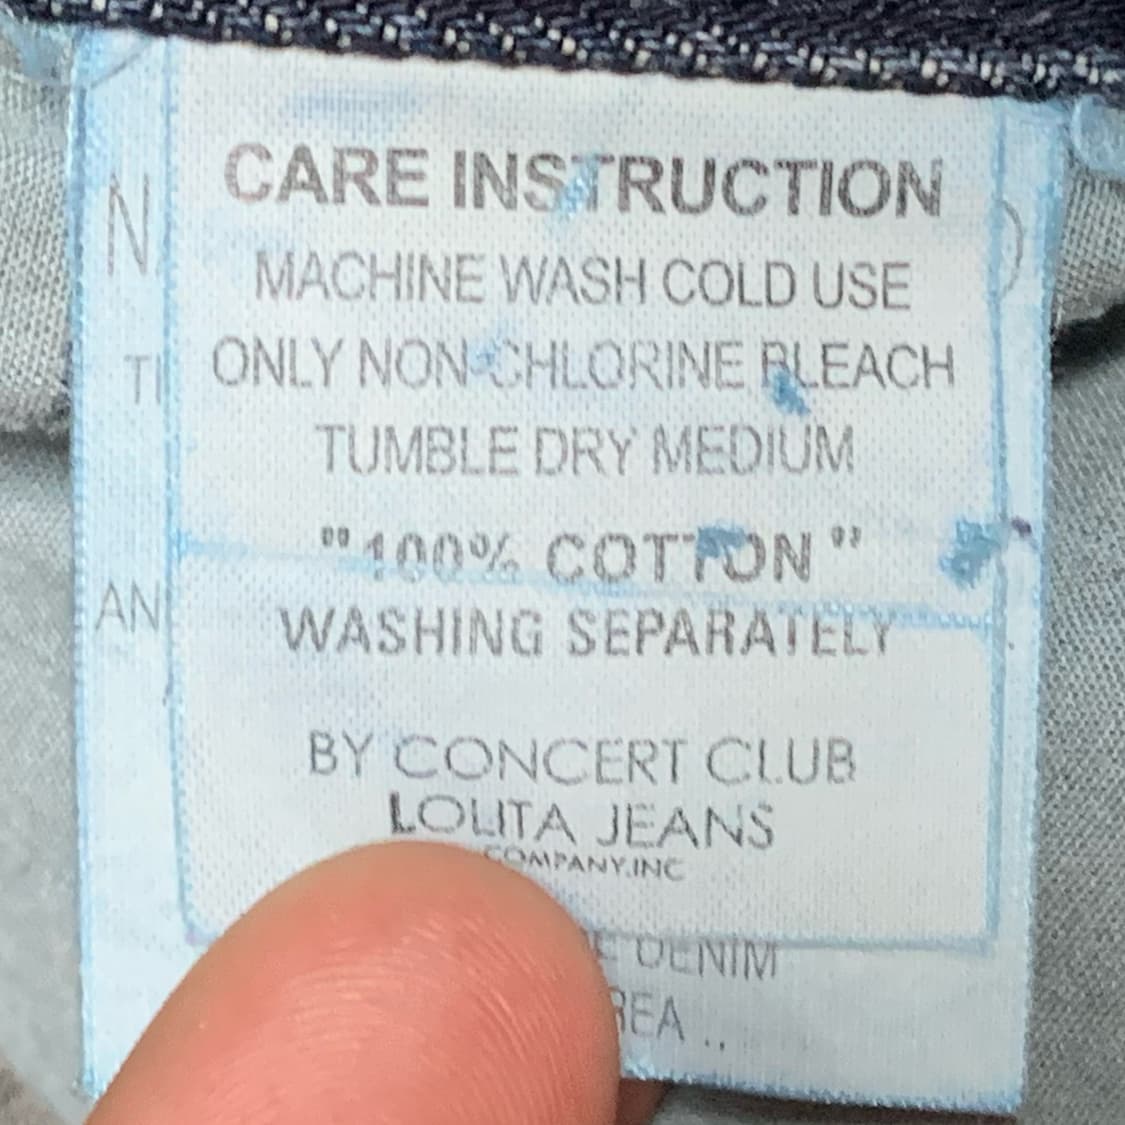 CARE INSTRUCTION
MACHINE WASH COLD USE
ONLY NON-CHLORINE BLEACH
TUMBLE DRY MEDIUM
"100% COTTON"
WASHING SEPARATELY
BY CONCERT CLUB
LOLITA JEANS
COMPANY.INC
DENIM